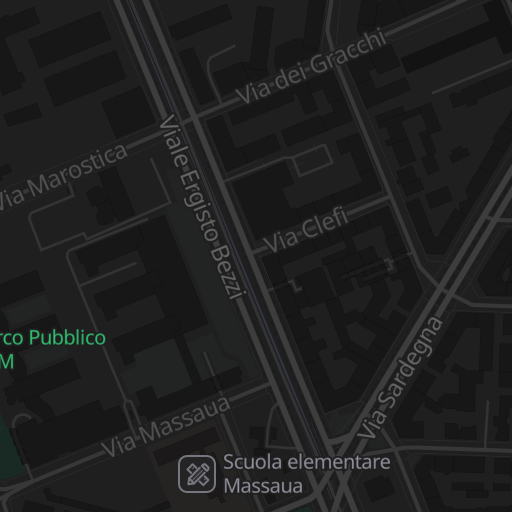 Via dei Gracchi
Via Marostica
Viale Ergisto Bezzi
Via Clefi
rco Pubblico
M
Via Sardegna
Via Massaua
Scuola elementare
Massaua